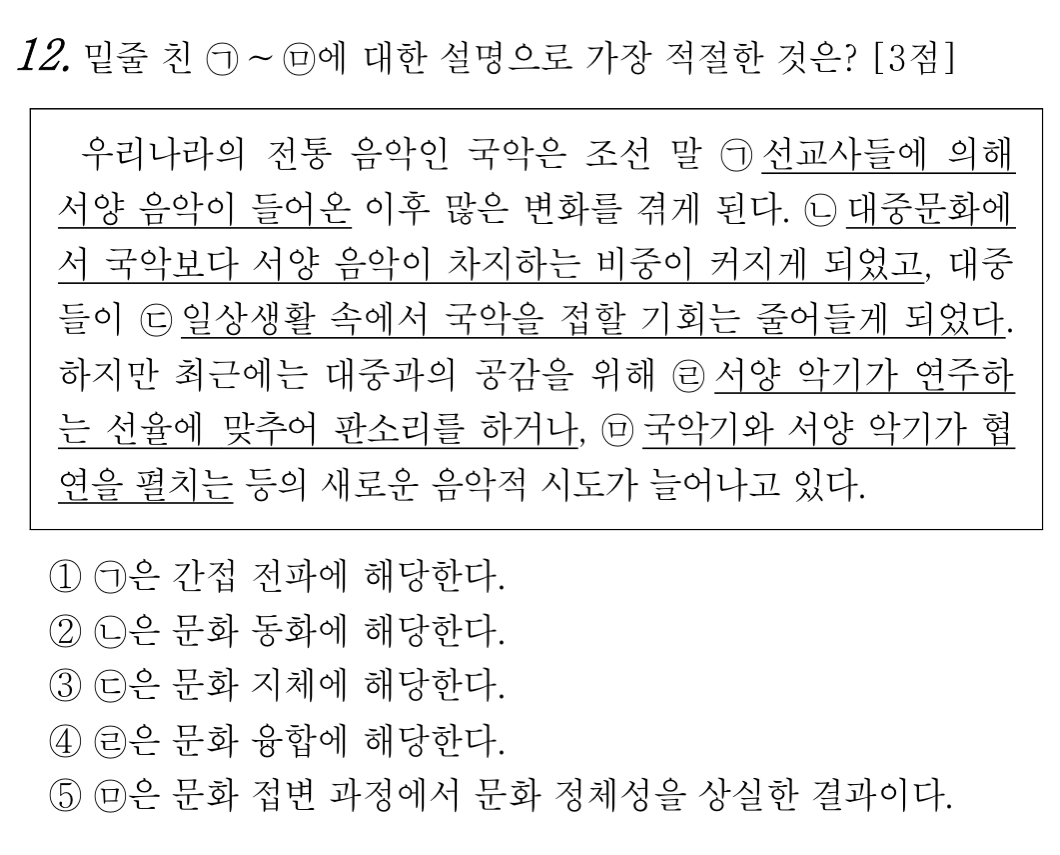 12. 밑줄 친 ㉠～㉤에 대한 설명으로 가장 적절한 것은? [3점]
우리나라의 전통 음악인 국악은 조선 말 ㉠선교사들에 의해
서양 음악이 들어온 이후 많은 변화를 겪게 된다. ㉡대중문화에
서 국악보다 서양 음악이 차지하는 비중이 커지게 되었고, 대중
들이 ㉢일상생활 속에서 국악을 접할 기회는 줄어들게 되었다.
하지만 최근에는 대중과의 공감을 위해 ㉣서양 악기가 연주하
는 선율에 맞추어 판소리를 하거나, ㉤국악기와 서양 악기가 협
연을 펼치는 등의 새로운 음악적 시도가 늘어나고 있다.
① ㉠은 간접 전파에 해당한다.
② ㉡은 문화 동화에 해당한다.
③ ㉢은 문화 지체에 해당한다.
④ ㉣은 문화 융합에 해당한다.
⑤ ㉤은 문화 접변 과정에서 문화 정체성을 상실한 결과이다.